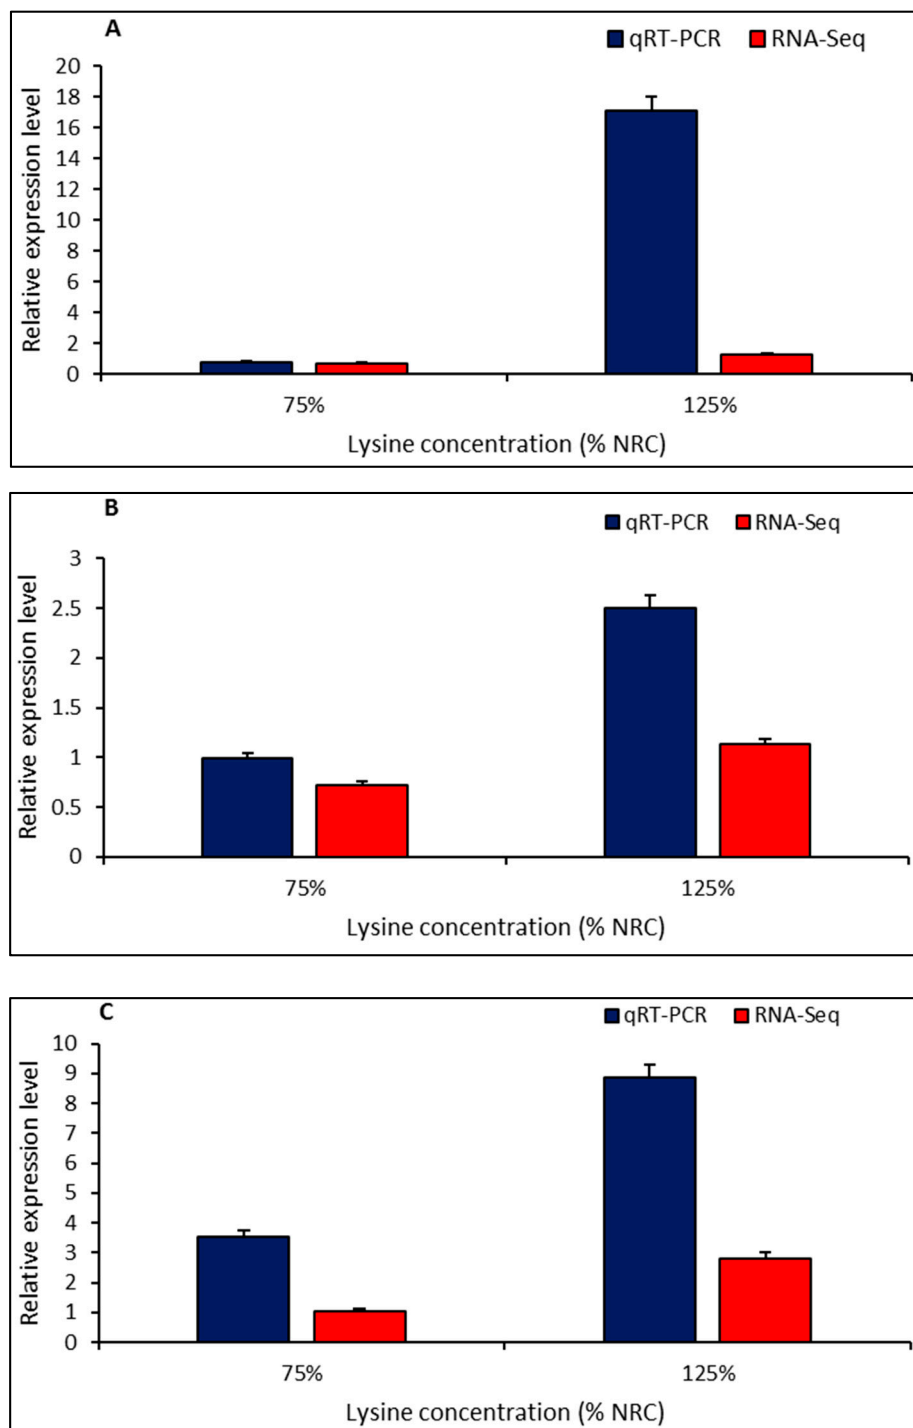 A
qRT-PCR RNA-Seq
Relative expression level
20
18
16
14
12
10
8
6
4
2
0
75% 125%
Lysine concentration (% NRC)
B
qRT-PCR RNA-Seq
Relative expression level
3
2.5
2
1.5
1
0.5
0
75% 125%
Lysine concentration (% NRC)
C
qRT-PCR RNA-Seq
Relative expression level
10
9
8
7
6
5
4
3
2
1
0
75% 125%
Lysine concentration (% NRC)